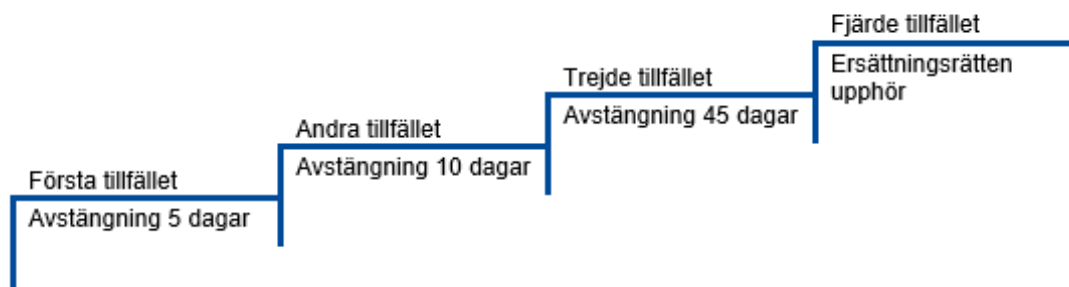 Första tillfället
Avstängning 5 dagar
Andra tillfället
Avstängning 10 dagar
Trejde tillfället
Avstängning 45 dagar
Fjärde tillfället
Ersättningsrätten
upphör